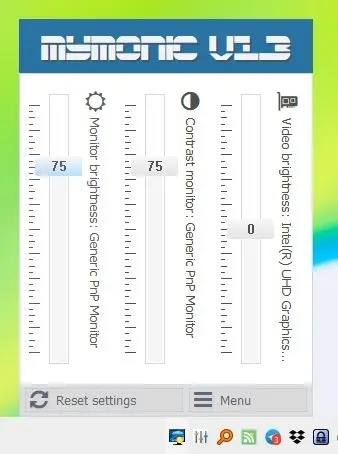 MYMONIC V1.3
Monitor brightness: Generic PnP Monitor
75
Contrast monitor: Generic PnP Monitor
75
Video brightness: Intel(R) UHD Graphics...
0
Reset settings
Menu
3